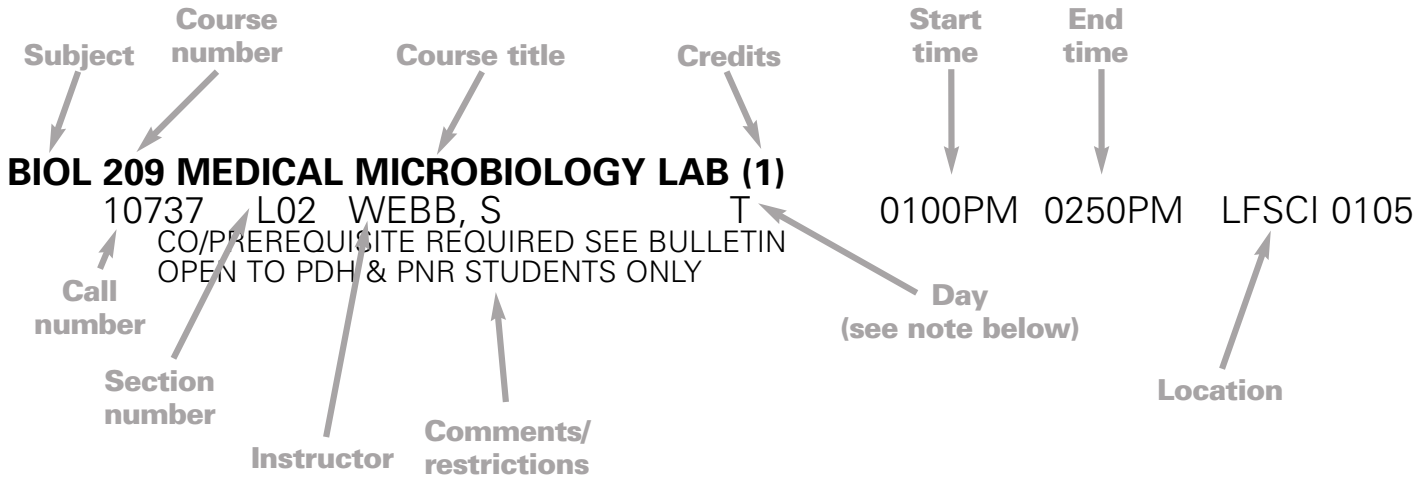 Course
number
Start
time
End
time
Subject
Course title
Credits
BIOL 209 MEDICAL MICROBIOLOGY LAB (1)
10737 L02 WEBB, S T 0100PM 0250PM LFSCI 0105
CO/PREREQUISITE REQUIRED SEE BULLETIN
OPEN TO PDH & PNR STUDENTS ONLY
Call
number
Day
(see note below)
Section
number
Location
Instructor
Comments/
restrictions